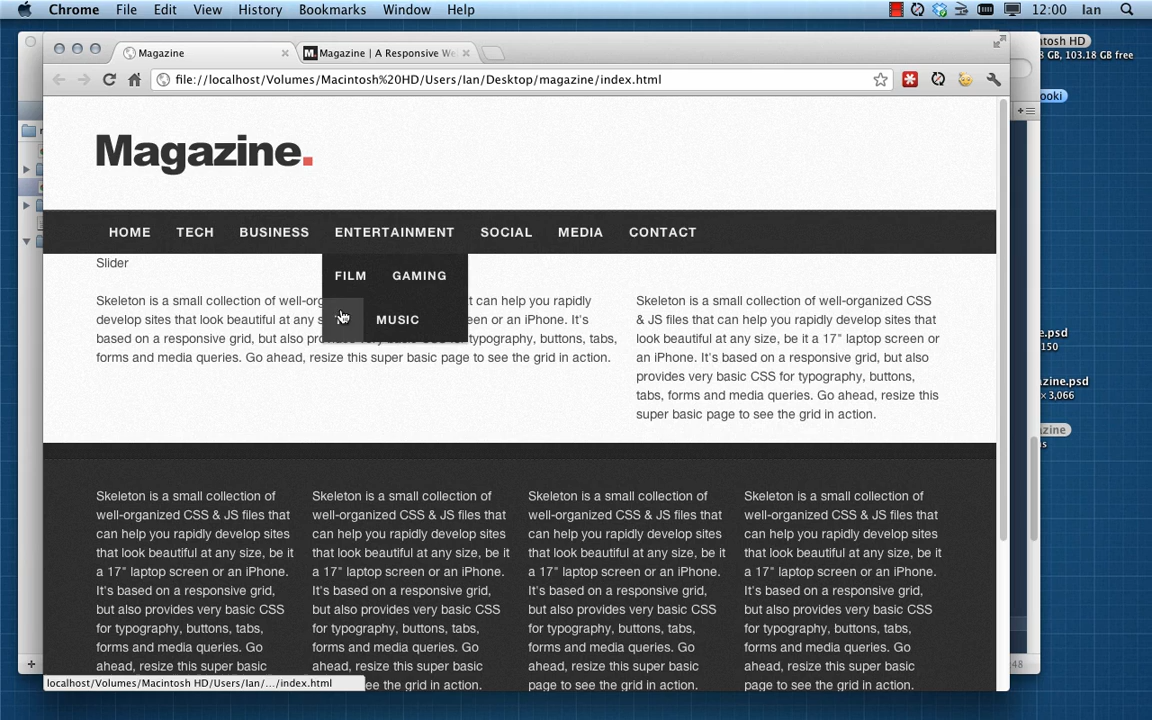 Chrome File Edit View History Bookmarks Window Help 12:00 Ian
Magazine
Magazine | A Responsive We
file://localhost/Volumes/Macintosh%20HD/Users/Ian/Desktop/magazine/index.html
ntosh HD
GB, 103.18 GB free
ooki
Magazine.
HOME TECH BUSINESS ENTERTAINMENT SOCIAL MEDIA CONTACT
FILM GAMING
MUSIC
Slider
Skeleton is a small collection of well-org t can help you rapidly
develop sites that look beautiful at any s een or an iPhone. It's
based on a responsive grid, but also pro typography, buttons, tabs,
forms and media queries. Go ahead, resize this super basic page to see the grid in action.
Skeleton is a small collection of well-organized CSS
& JS files that can help you rapidly develop sites that
look beautiful at any size, be it a 17" laptop screen or
an iPhone. It's based on a responsive grid, but also
provides very basic CSS for typography, buttons,
tabs, forms and media queries. Go ahead, resize this
super basic page to see the grid in action.
.psd
150
azine.psd
× 3,066
azine
ms
Skeleton is a small collection of
well-organized CSS & JS files that
can help you rapidly develop sites
that look beautiful at any size, be it
a 17" laptop screen or an iPhone.
It's based on a responsive grid,
but also provides very basic CSS
for typography, buttons, tabs,
forms and media queries. Go
ahead, resize this super basic
Skeleton is a small collection of
well-organized CSS & JS files that
can help you rapidly develop sites
that look beautiful at any size, be it
a 17" laptop screen or an iPhone.
It's based on a responsive grid,
but also provides very basic CSS
for typography, buttons, tabs,
forms and media queries. Go
ahead, resize this super basic
ee the grid in action.
Skeleton is a small collection of
well-organized CSS & JS files that
can help you rapidly develop sites
that look beautiful at any size, be it
a 17" laptop screen or an iPhone.
It's based on a responsive grid,
but also provides very basic CSS
for typography, buttons, tabs,
forms and media queries. Go
ahead, resize this super basic
page to see the grid in action.
Skeleton is a small collection of
well-organized CSS & JS files that
can help you rapidly develop sites
that look beautiful at any size, be it
a 17" laptop screen or an iPhone.
It's based on a responsive grid,
but also provides very basic CSS
for typography, buttons, tabs,
forms and media queries. Go
ahead, resize this super basic
page to see the grid in action.
localhost/Volumes/Macintosh HD/Users/Ian/.../index.html
48